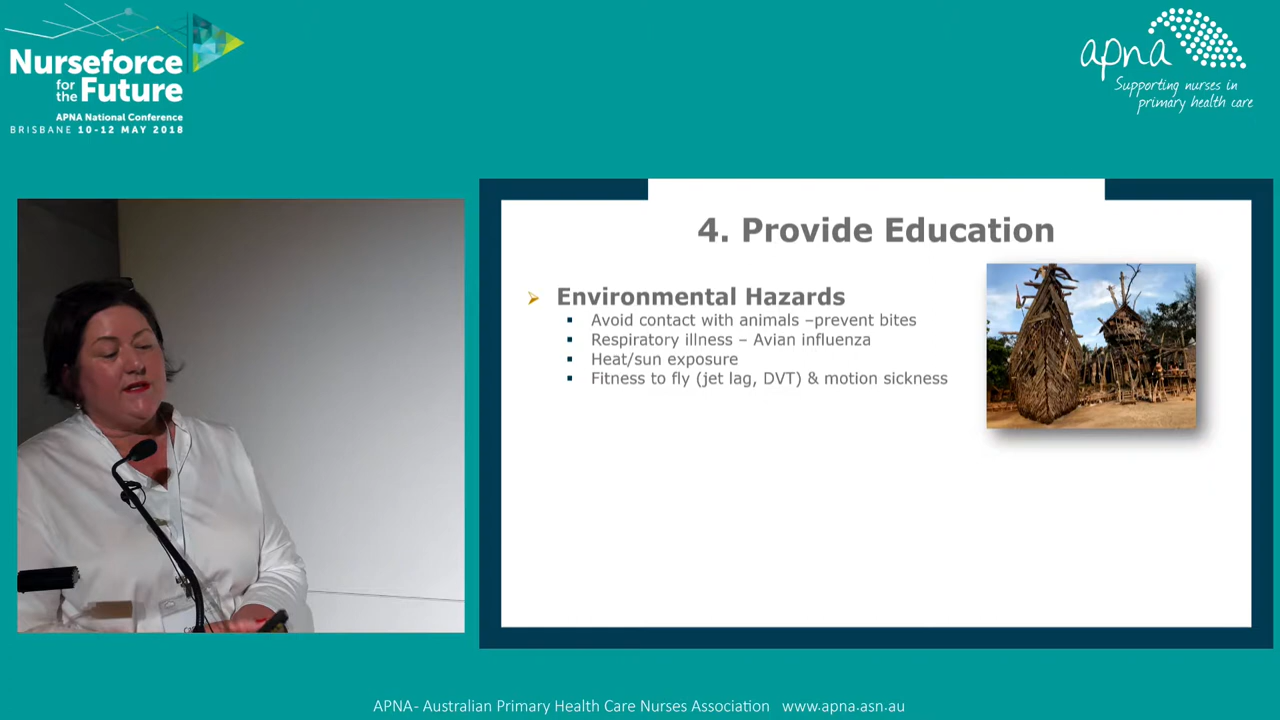 Nurseforce
for the Future
APNA National Conference
BRISBANE 10-12 MAY 2018
apna
Supporting nurses in
primary health care
4. Provide Education
Environmental Hazards
Avoid contact with animals –prevent bites
Respiratory illness – Avian influenza
Heat/sun exposure
Fitness to fly (jet lag, DVT) & motion sickness
APNA- Australian Primary Health Care Nurses Association www.apna.asn.au